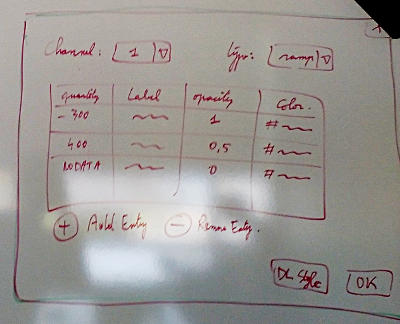 Channel: 1 Type: ramp
quantity Label opacity Color.
-300 1 #
400 0,5 #
NODATA 0 #
+ Add Entry - Remove Entry.
DL Style OK